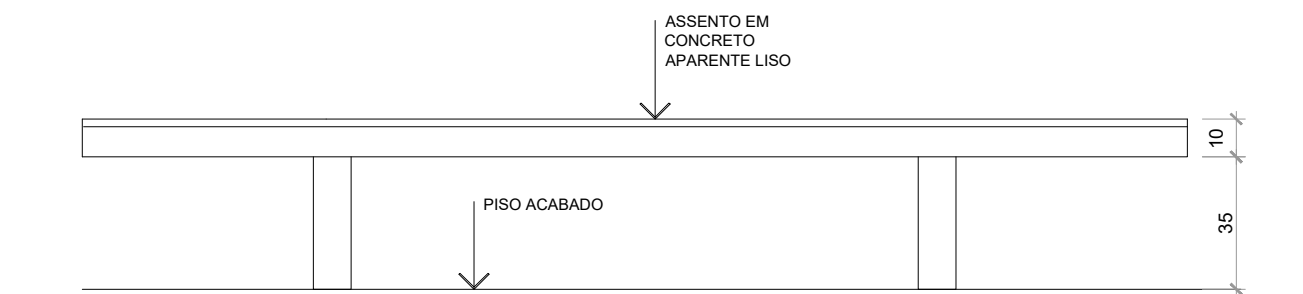 ASSENTO EM
CONCRETO
APARENTE LISO
10
PISO ACABADO
35